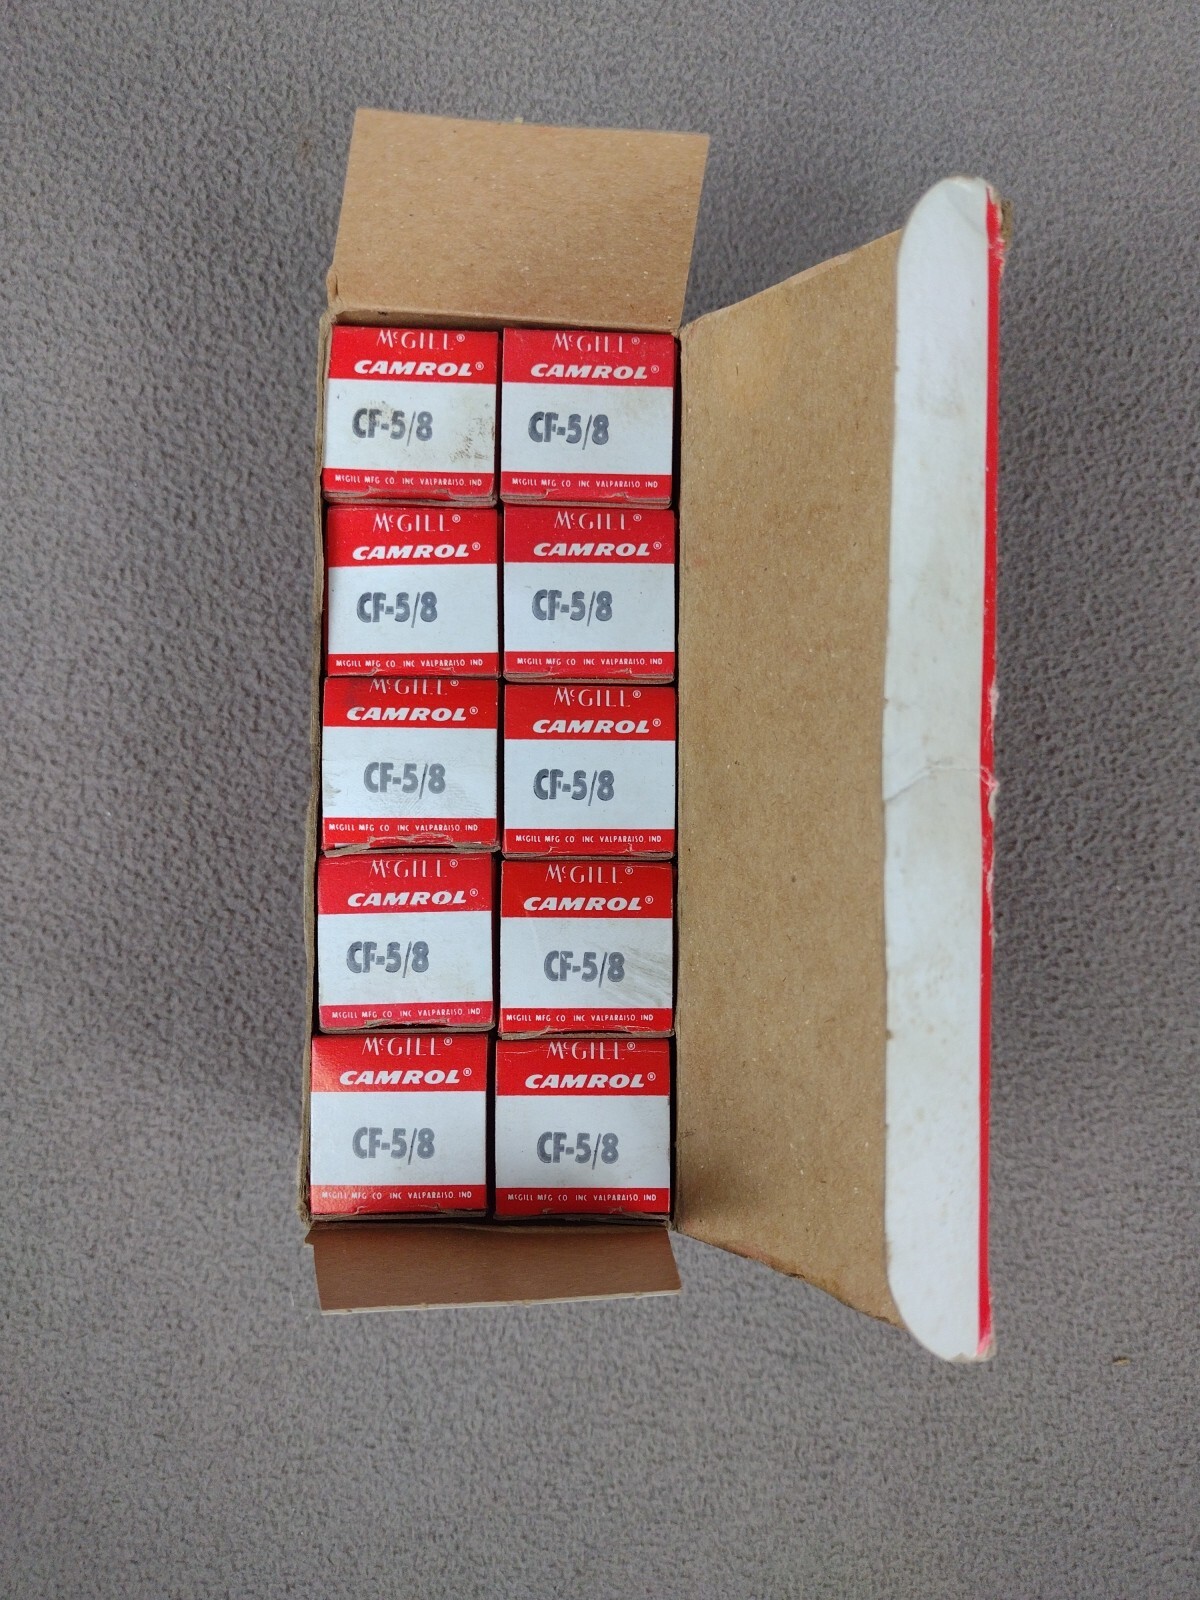 McGILL®
CAMROL®
CF-5/8
McGILL MFG CO. INC VALPARAISO, IND
McGILL®
CAMROL®
CF-5/8
McGILL MFG CO. INC VALPARAISO, IND
McGILL®
CAMROL®
CF-5/8
McGILL MFG CO. INC VALPARAISO, IND
McGILL®
CAMROL®
CF-5/8
McGILL MFG CO. INC VALPARAISO, IND
McGILL®
CAMROL®
CF-5/8
McGILL MFG CO INC VALPARAISO, IND
McGILL®
CAMROL®
CF-5/8
McGILL MFG CO INC VALPARAISO, IND
McGILL®
CAMROL®
CF-5/8
McGILL MFG CO. INC VALPARAISO, IND
McGILL®
CAMROL®
CF-5/8
McGILL MFG CO. INC VALPARAISO, IND
McGILL®
CAMROL®
CF-5/8
McGILL MFG CO INC VALPARAISO, IND
McGILL®
CAMROL®
CF-5/8
McGILL MFG CO INC VALPARAISO, IND